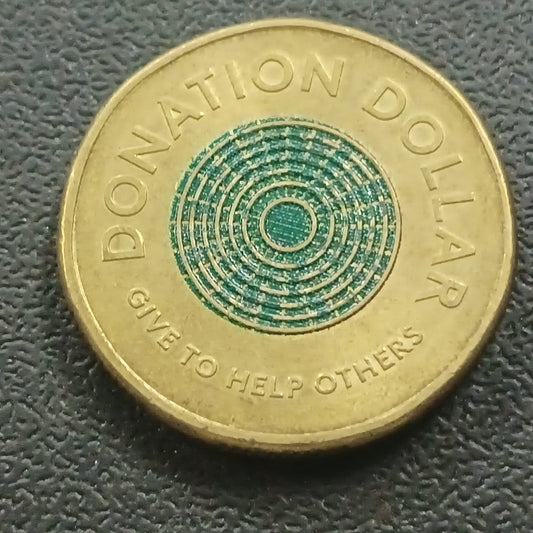 DONATION DOLLAR
GIVE TO HELP OTHERS